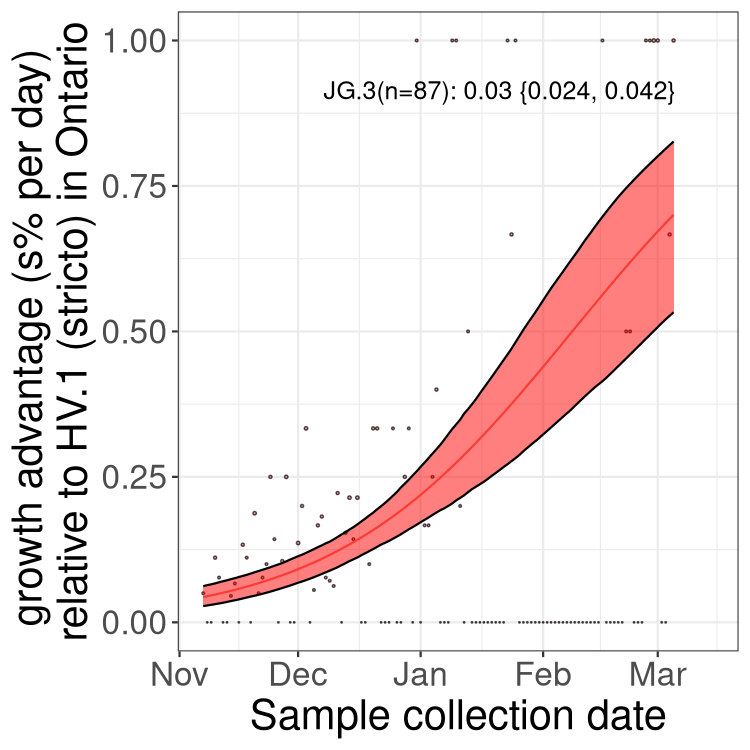 growth advantage (s% per day)
relative to HV.1 (stricto) in Ontario
1.00
JG.3(n=87): 0.03 {0.024, 0.042}
0.75
0.50
0.25
0.00
Nov Dec Jan Feb Mar
Sample collection date